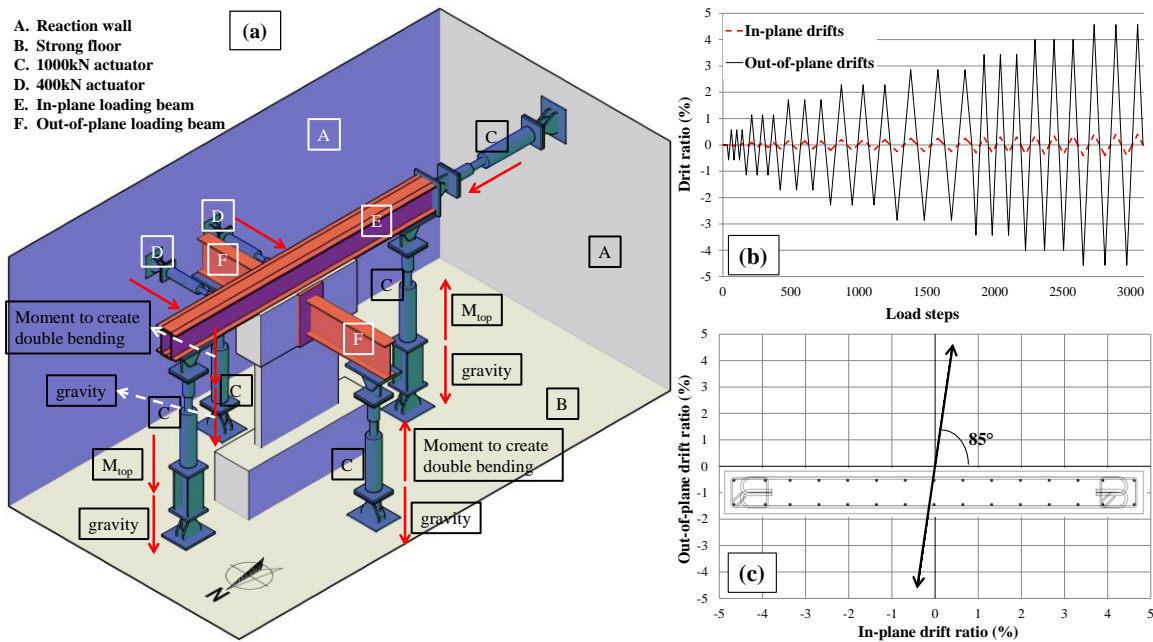 A. Reaction wall
B. Strong floor
C. 1000kN actuator
D. 400kN actuator
E. In-plane loading beam
F. Out-of-plane loading beam
(a)
A
C
D
E
D
F
A
Moment to create
double bending
C
M_top
F
gravity
C
gravity
B
C
M_top
C
Moment to create
double bending
gravity
gravity
N
5
4
3
2
1
0
-1
-2
-3
-4
-5
Drit ratio (%)
In-plane drifts
Out-of-plane drifts
(b)
0 500 1000 1500 2000 2500 3000
Load steps
5
4
3
2
1
0
-1
-2
-3
-4
-5
Out-of-plane drift ratio (%)
85°
(c)
-5 -4 -3 -2 -1 0 1 2 3 4 5
In-plane drift ratio (%)